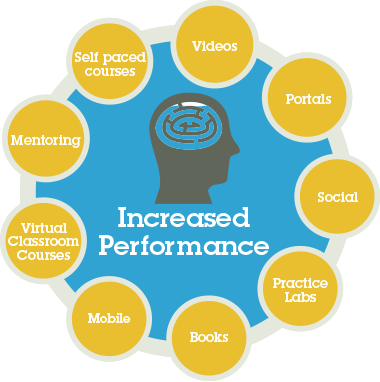 Videos
Portals
Social
Practice
Labs
Books
Mobile
Virtual
Classroom
Courses
Mentoring
Self paced
courses
Increased
Performance